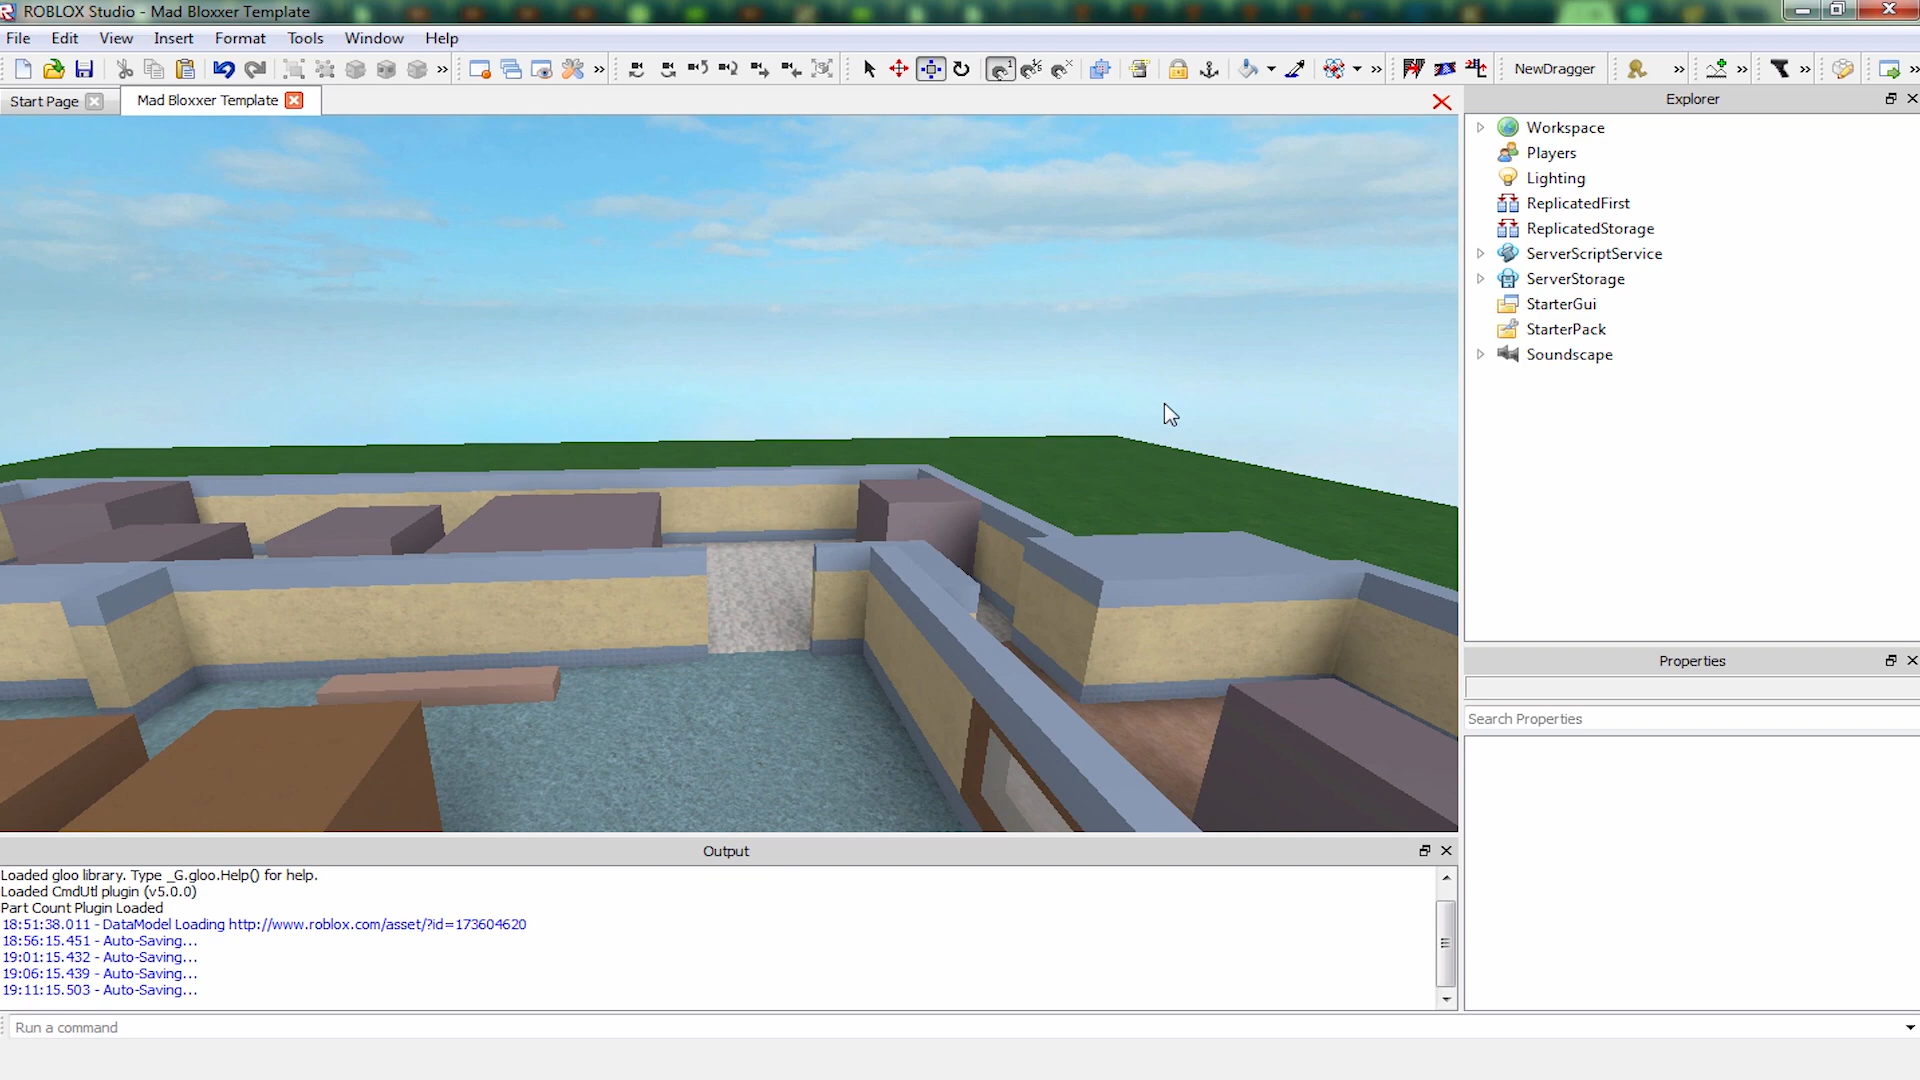 ROBLOX Studio - Mad Bloxxer Template
File Edit View Insert Format Tools Window Help
NewDragger
Start Page
Mad Bloxxer Template
Explorer
Workspace
Players
Lighting
ReplicatedFirst
ReplicatedStorage
ServerScriptService
ServerStorage
StarterGui
StarterPack
Soundscape
Properties
Search Properties
Output
Loaded gloo library. Type _G.gloo.Help() for help.
Loaded CmdUtl plugin (v5.0.0)
Part Count Plugin Loaded
18:51:38.011 - DataModel Loading http://www.roblox.com/asset/?id=173604620
18:56:15.451 - Auto-Saving...
19:01:15.432 - Auto-Saving...
19:06:15.439 - Auto-Saving...
19:11:15.503 - Auto-Saving...
Run a command